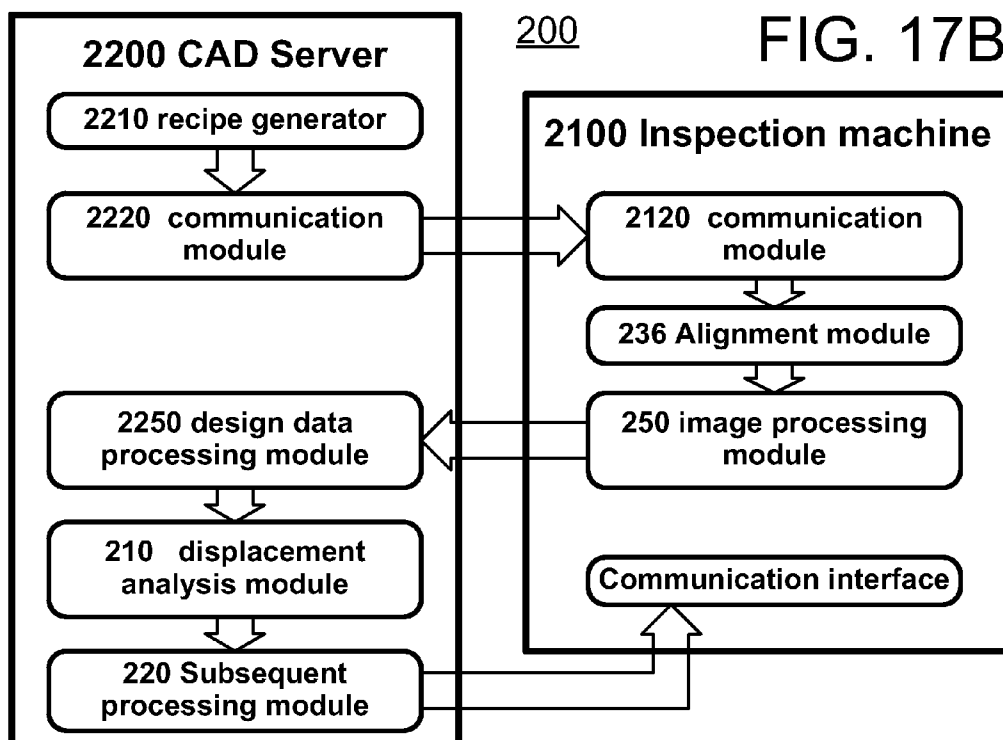 200
FIG. 17B
2200 CAD Server
2210 recipe generator
2220 communication
module
2250 design data
processing module
210 displacement
analysis module
220 Subsequent
processing module
2100 Inspection machine
2120 communication
module
236 Alignment module
250 image processing
module
Communication interface